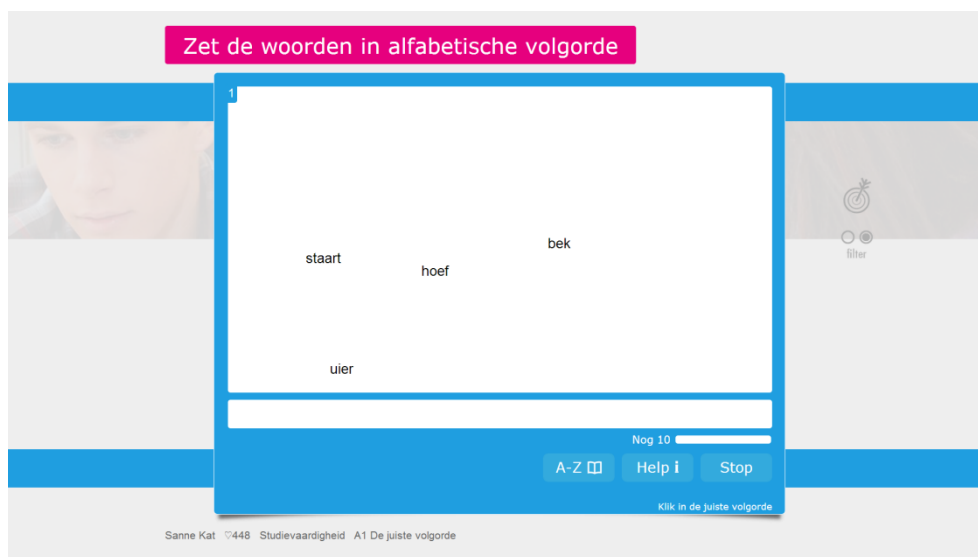 Zet de woorden in alfabetische volgorde
1
bek
staart
hoef
uier
Nog 10
A-Z Help i Stop
Klik in de juiste volgorde
filter
Sanne Kat ♡448 Studievaardigheid A1 De juiste volgorde